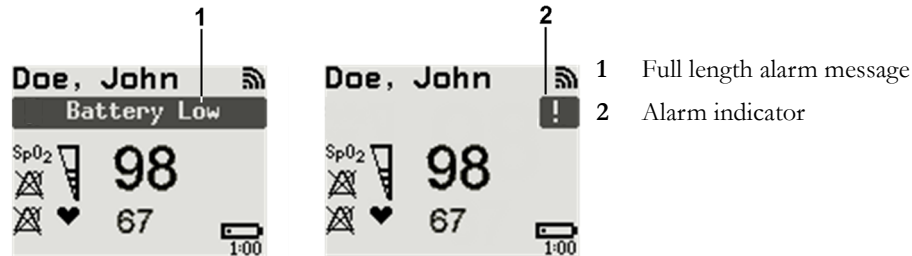 1
2
Doe, John
Battery Low
SpO2 98
67
1:00
Doe, John
!
SpO2 98
67
1:00
1 Full length alarm message
2 Alarm indicator